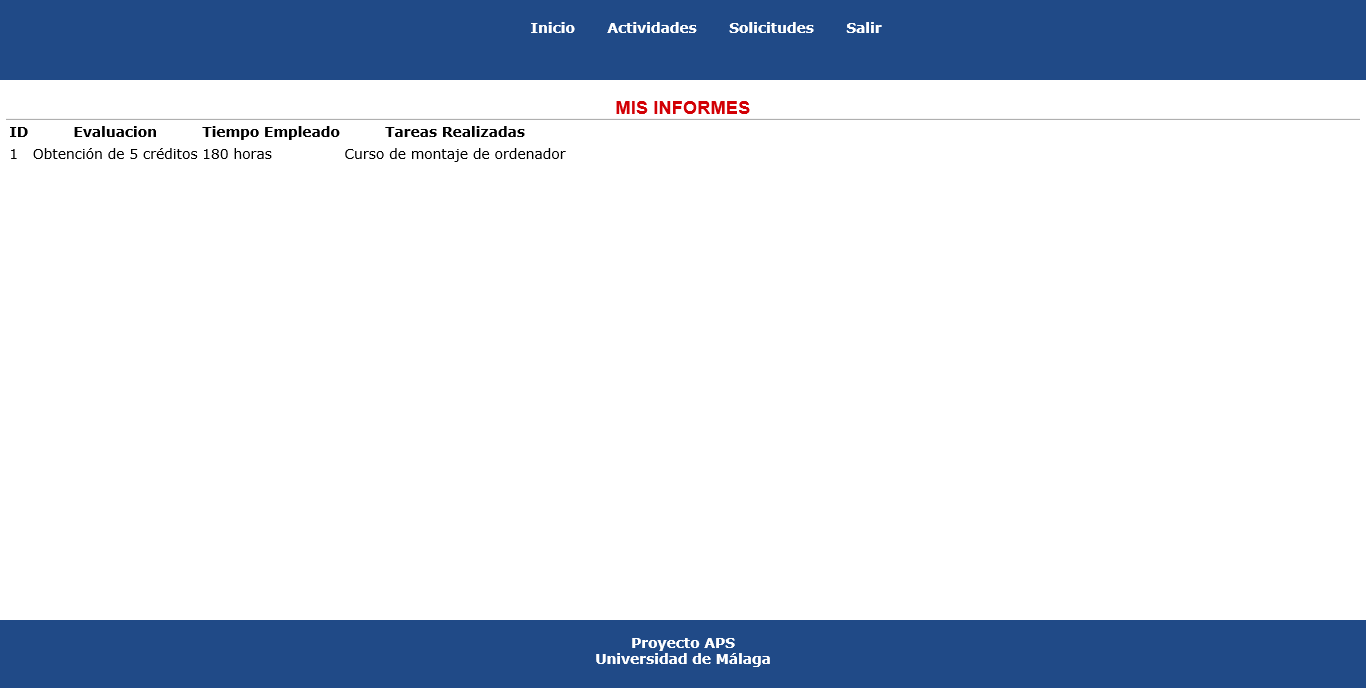 Inicio Actividades Solicitudes Salir
MIS INFORMES
ID Evaluacion Tiempo Empleado Tareas Realizadas
1 Obtención de 5 créditos 180 horas Curso de montaje de ordenador
Proyecto APS
Universidad de Málaga